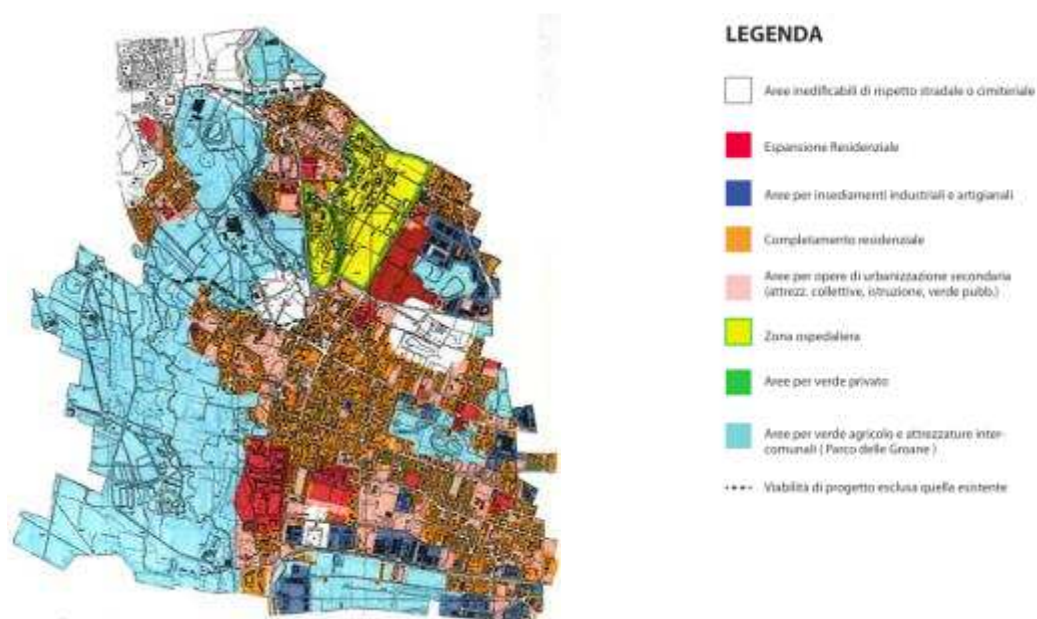 LEGENDA
Aree inedificabili di rispetto stradale o cimiteriale
Espansione Residenziale
Aree per insediamenti industriali e artigianali
Completamento residenziale
Aree per opere di urbanizzazione secondaria
(attrezz. collettive, istruzione, verde pubb.)
Zona ospedaliera
Aree per verde privato
Aree per verde agricolo e attrezzature inter-
comunali ( Parco delle Groane )
Viabilità di progetto esclusa quella esistente